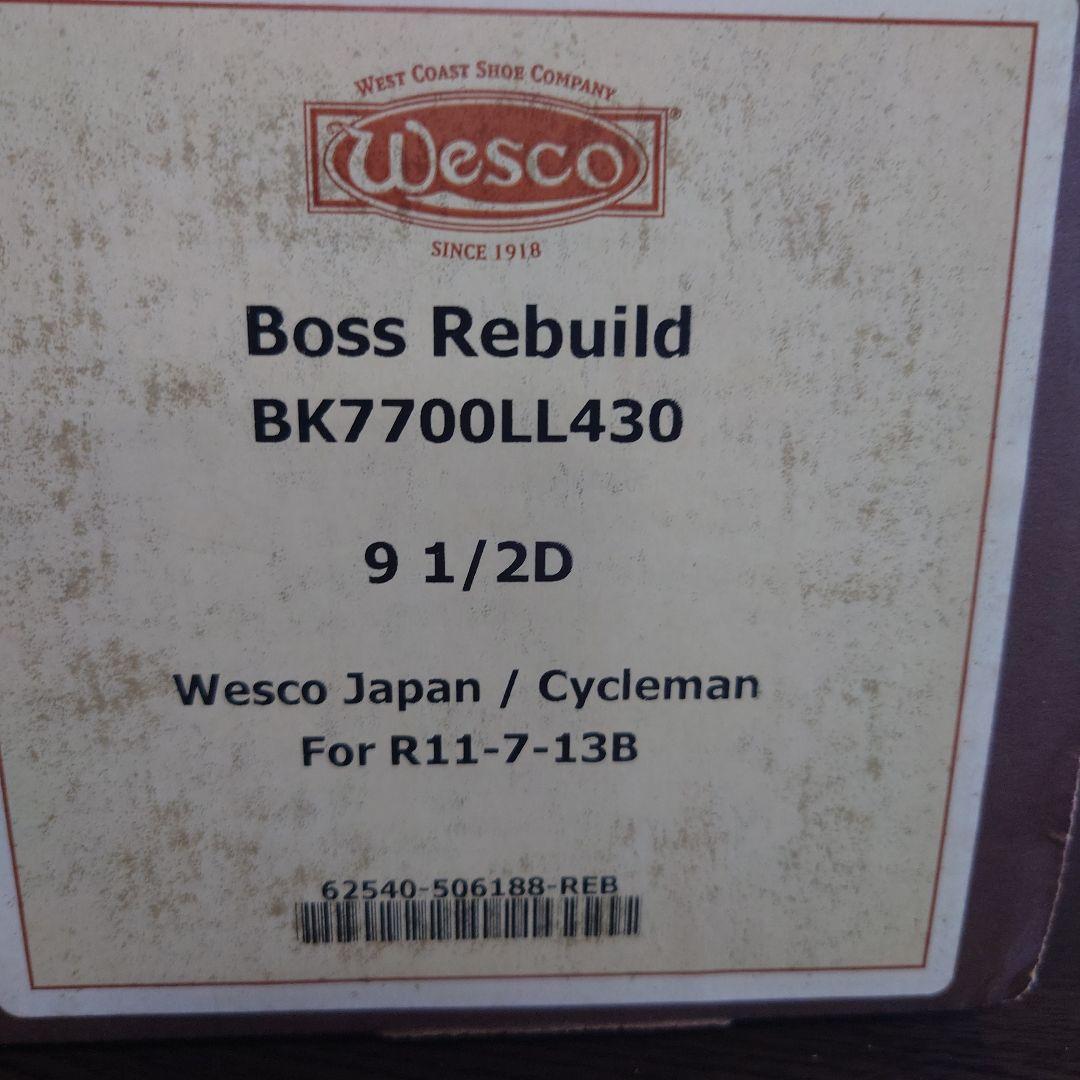 WEST COAST SHOE COMPANY
Wesco®
SINCE 1918
Boss Rebuild
BK7700LL430
9 1/2D
Wesco Japan / Cycleman
For R11-7-13B
62540-506188-REB